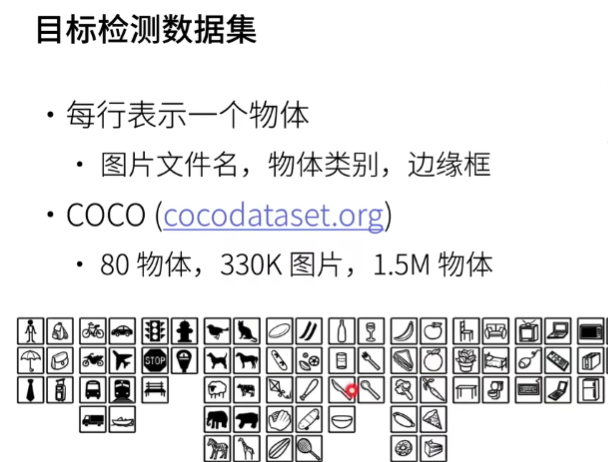 目标检测数据集
• 每行表示一个物体
• 图片文件名，物体类别，边缘框
• COCO (cocodataset.org)
• 80 物体，330K 图片，1.5M 物体
STOP